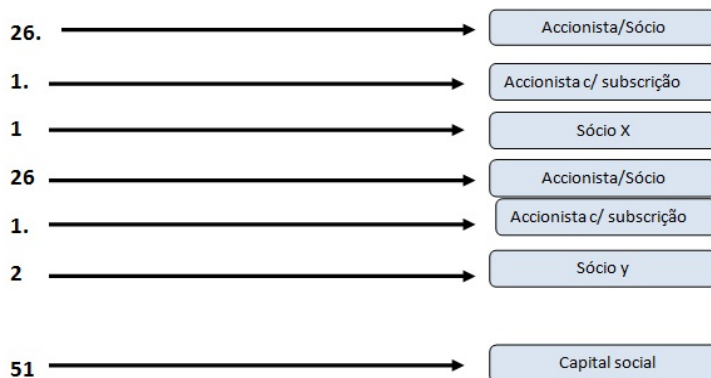 26. Accionista/Sócio
1. Accionista c/ subscrição
1 Sócio X
26 Accionista/Sócio
1. Accionista c/ subscrição
2 Sócio y
51 Capital social